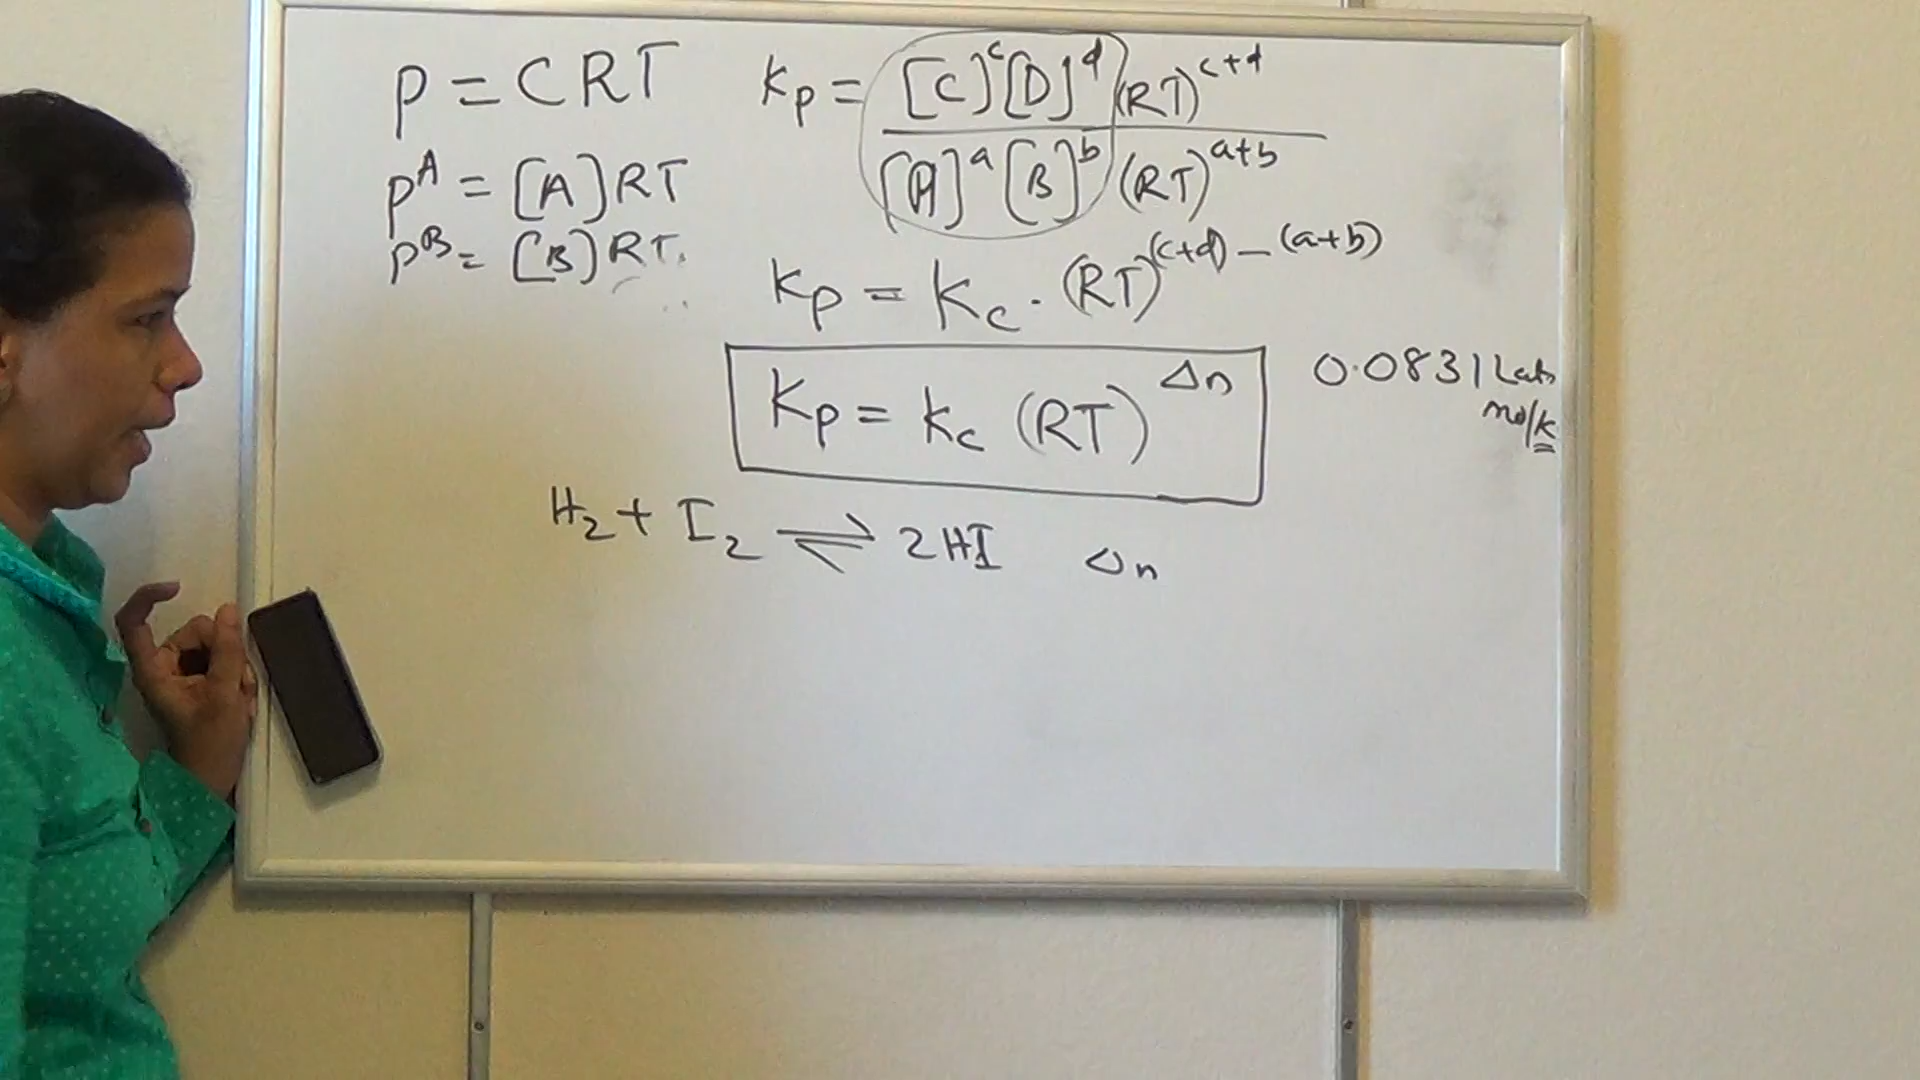 P = CRT
P^A = [A]RT
P^B = [B]RT.
Kp = [C]^c [D]^d (RT)^c+d
[A]^a [B]^b (RT)^a+b
Kp = Kc . (RT)^(c+d) - (a+b)
Kp = Kc (RT)^Δn
0.0831 Latm
mol K
H2 + I2 ⇌ 2HI Δn